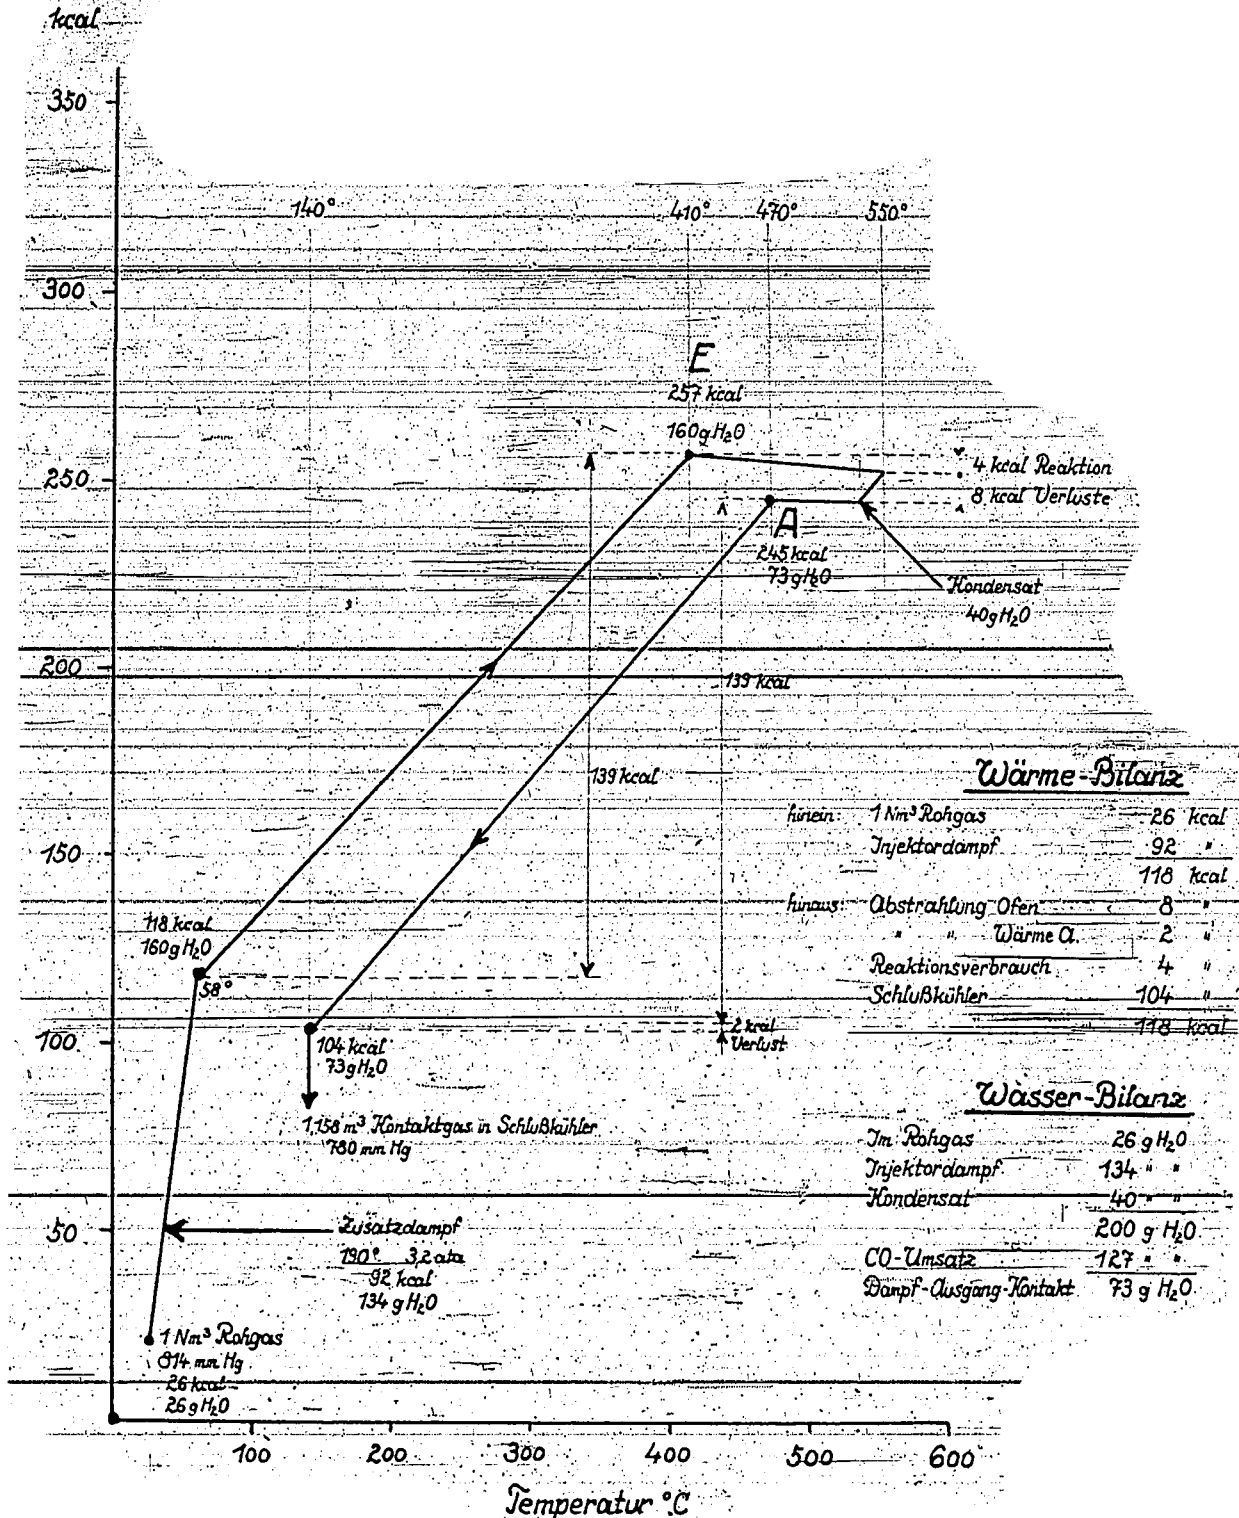 kcal
350
300
250
200
150
100
50
140°
410°
470°
550°
E
257 kcal
160 g H₂O
4 kcal Reaktion
8 kcal Verluste
A
245 kcal
73 g H₂O
Kondensat
40 g H₂O
139 kcal
139 kcal
118 kcal
160 g H₂O
58°
104 kcal
73 g H₂O
2 kcal
Verlust
1,158 m³ Kontaktgas in Schlußkühler
780 mm Hg
Zusatzdampf
190° 3,2 ata
92 kcal
134 g H₂O
1 Nm³ Rohgas
814 mm Hg
26 kcal
26 g H₂O
100
200
300
400
500
600
Temperatur °C
Wärme-Bilanz
hinein: 1 Nm³ Rohgas 26 kcal
Injektordampf 92 "
118 kcal
hinaus: Abstrahlung Ofen 8 "
" " Wärme A. 2 "
Reaktionsverbrauch 4 "
Schlußkühler 104 "
118 kcal
Wasser-Bilanz
Im Rohgas 26 g H₂O
Injektordampf 134 " "
Kondensat 40 " "
200 g H₂O
CO-Umsatz 127 " "
Dampf-Ausgang-Kontakt 73 g H₂O